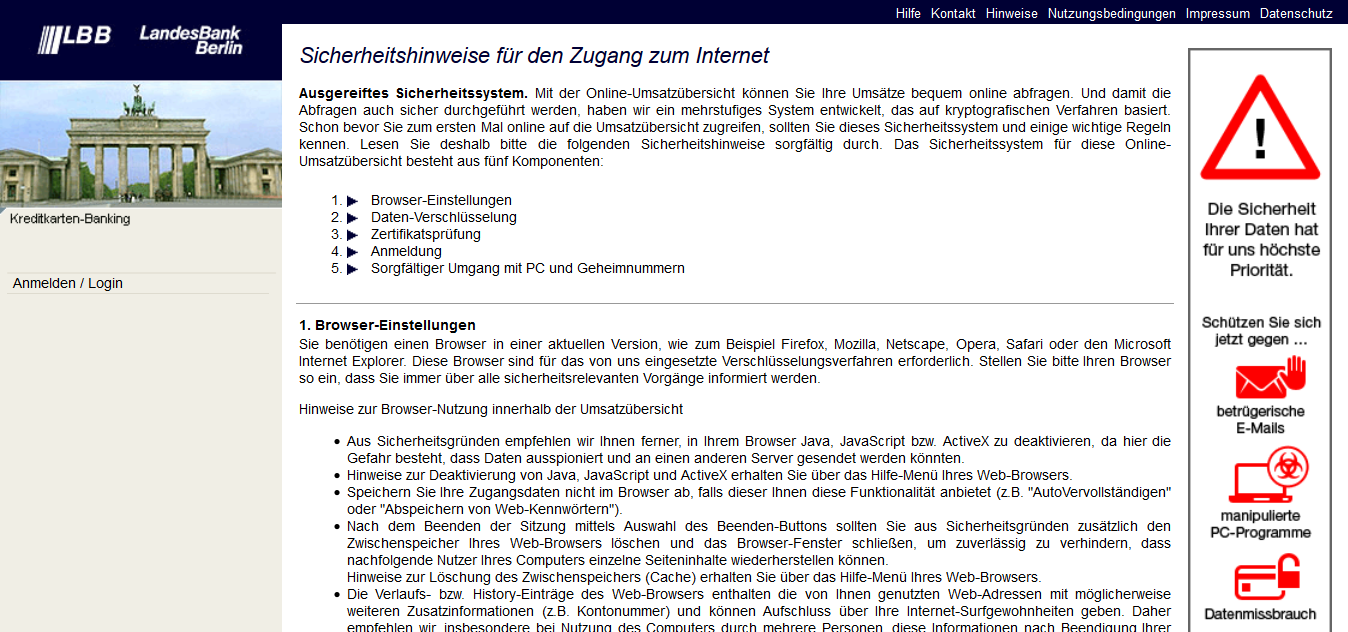 Hilfe Kontakt Hinweise Nutzungsbedingungen Impressum Datenschutz
LBB LandesBank
Berlin
Kreditkarten-Banking
Anmelden / Login
Sicherheitshinweise für den Zugang zum Internet
Ausgereiftes Sicherheitssystem. Mit der Online-Umsatzübersicht können Sie Ihre Umsätze bequem online abfragen. Und damit die
Abfragen auch sicher durchgeführt werden, haben wir ein mehrstufiges System entwickelt, das auf kryptografischen Verfahren basiert.
Schon bevor Sie zum ersten Mal online auf die Umsatzübersicht zugreifen, sollten Sie dieses Sicherheitssystem und einige wichtige Regeln
kennen. Lesen Sie deshalb bitte die folgenden Sicherheitshinweise sorgfältig durch. Das Sicherheitssystem für diese Online-
Umsatzübersicht besteht aus fünf Komponenten:
1. Browser-Einstellungen
2. Daten-Verschlüsselung
3. Zertifikatsprüfung
4. Anmeldung
5. Sorgfältiger Umgang mit PC und Geheimnummern
1. Browser-Einstellungen
Sie benötigen einen Browser in einer aktuellen Version, wie zum Beispiel Firefox, Mozilla, Netscape, Opera, Safari oder den Microsoft
Internet Explorer. Diese Browser sind für das von uns eingesetzte Verschlüsselungsverfahren erforderlich. Stellen Sie bitte Ihren Browser
so ein, dass Sie immer über alle sicherheitsrelevanten Vorgänge informiert werden.
Hinweise zur Browser-Nutzung innerhalb der Umsatzübersicht
• Aus Sicherheitsgründen empfehlen wir Ihnen ferner, in Ihrem Browser Java, JavaScript bzw. ActiveX zu deaktivieren, da hier die
Gefahr besteht, dass Daten ausspioniert und an einen anderen Server gesendet werden könnten.
• Hinweise zur Deaktivierung von Java, JavaScript und ActiveX erhalten Sie über das Hilfe-Menü Ihres Web-Browsers.
• Speichern Sie Ihre Zugangsdaten nicht im Browser ab, falls dieser Ihnen diese Funktionalität anbietet (z.B. "AutoVervollständigen"
oder "Abspeichern von Web-Kennwörtern").
• Nach dem Beenden der Sitzung mittels Auswahl des Beenden-Buttons sollten Sie aus Sicherheitsgründen zusätzlich den
Zwischenspeicher Ihres Web-Browsers löschen und das Browser-Fenster schließen, um zuverlässig zu verhindern, dass
nachfolgende Nutzer Ihres Computers einzelne Seiteninhalte wiederherstellen können.
Hinweise zur Löschung des Zwischenspeichers (Cache) erhalten Sie über das Hilfe-Menü Ihres Web-Browsers.
• Die Verlaufs- bzw. History-Einträge des Web-Browsers enthalten die von Ihnen genutzten Web-Adressen mit möglicherweise
weiteren Zusatzinformationen (z.B. Kontonummer) und können Aufschluss über Ihre Internet-Surfgewohnheiten geben. Daher
empfehlen wir, insbesondere bei Nutzung des Computers durch mehrere Personen, diese Informationen nach Beendigung Ihrer
!
Die Sicherheit
Ihrer Daten hat
für uns höchste
Priorität.
Schützen Sie sich
jetzt gegen ...
betrügerische
E-Mails
manipulierte
PC-Programme
Datenmissbrauch